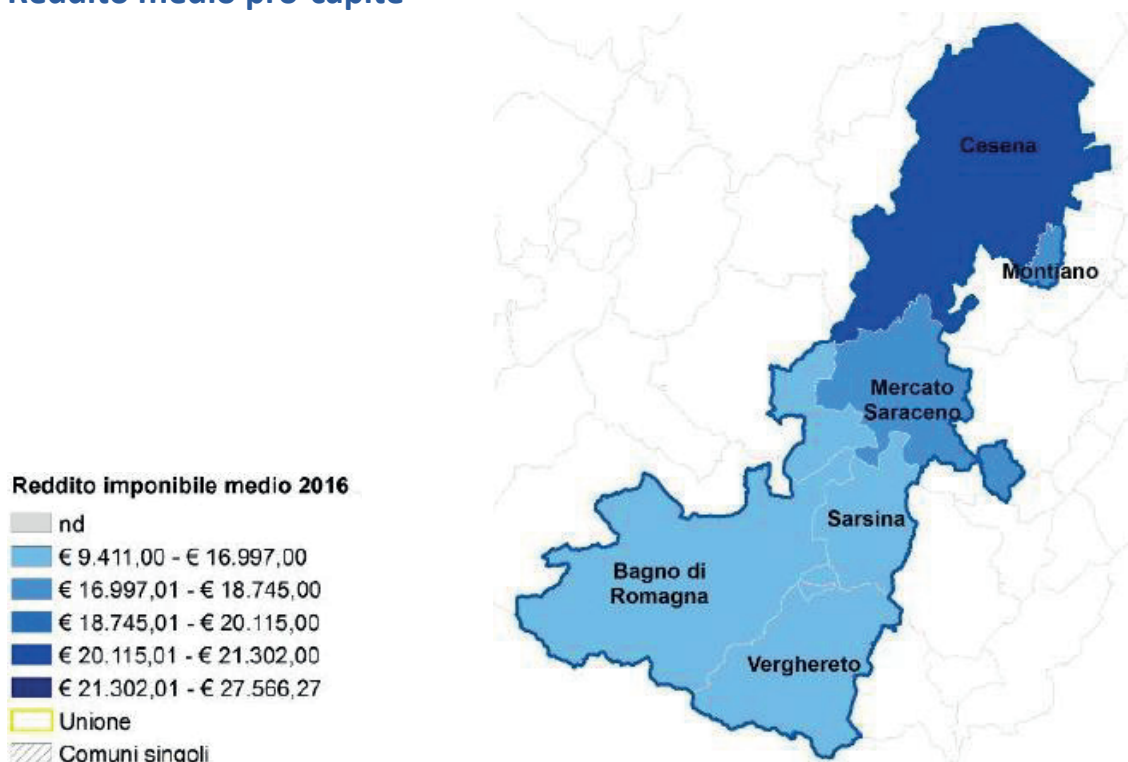 Reddito medio pro-capite
Cesena
Montiano
Mercato
Saraceno
Sarsina
Bagno di
Romagna
Verghereto
Reddito imponibile medio 2016
nd
€ 9.411,00 - € 16.997,00
€ 16.997,01 - € 18.745,00
€ 18.745,01 - € 20.115,00
€ 20.115,01 - € 21.302,00
€ 21.302,01 - € 27.566,27
Unione
Comuni singoli